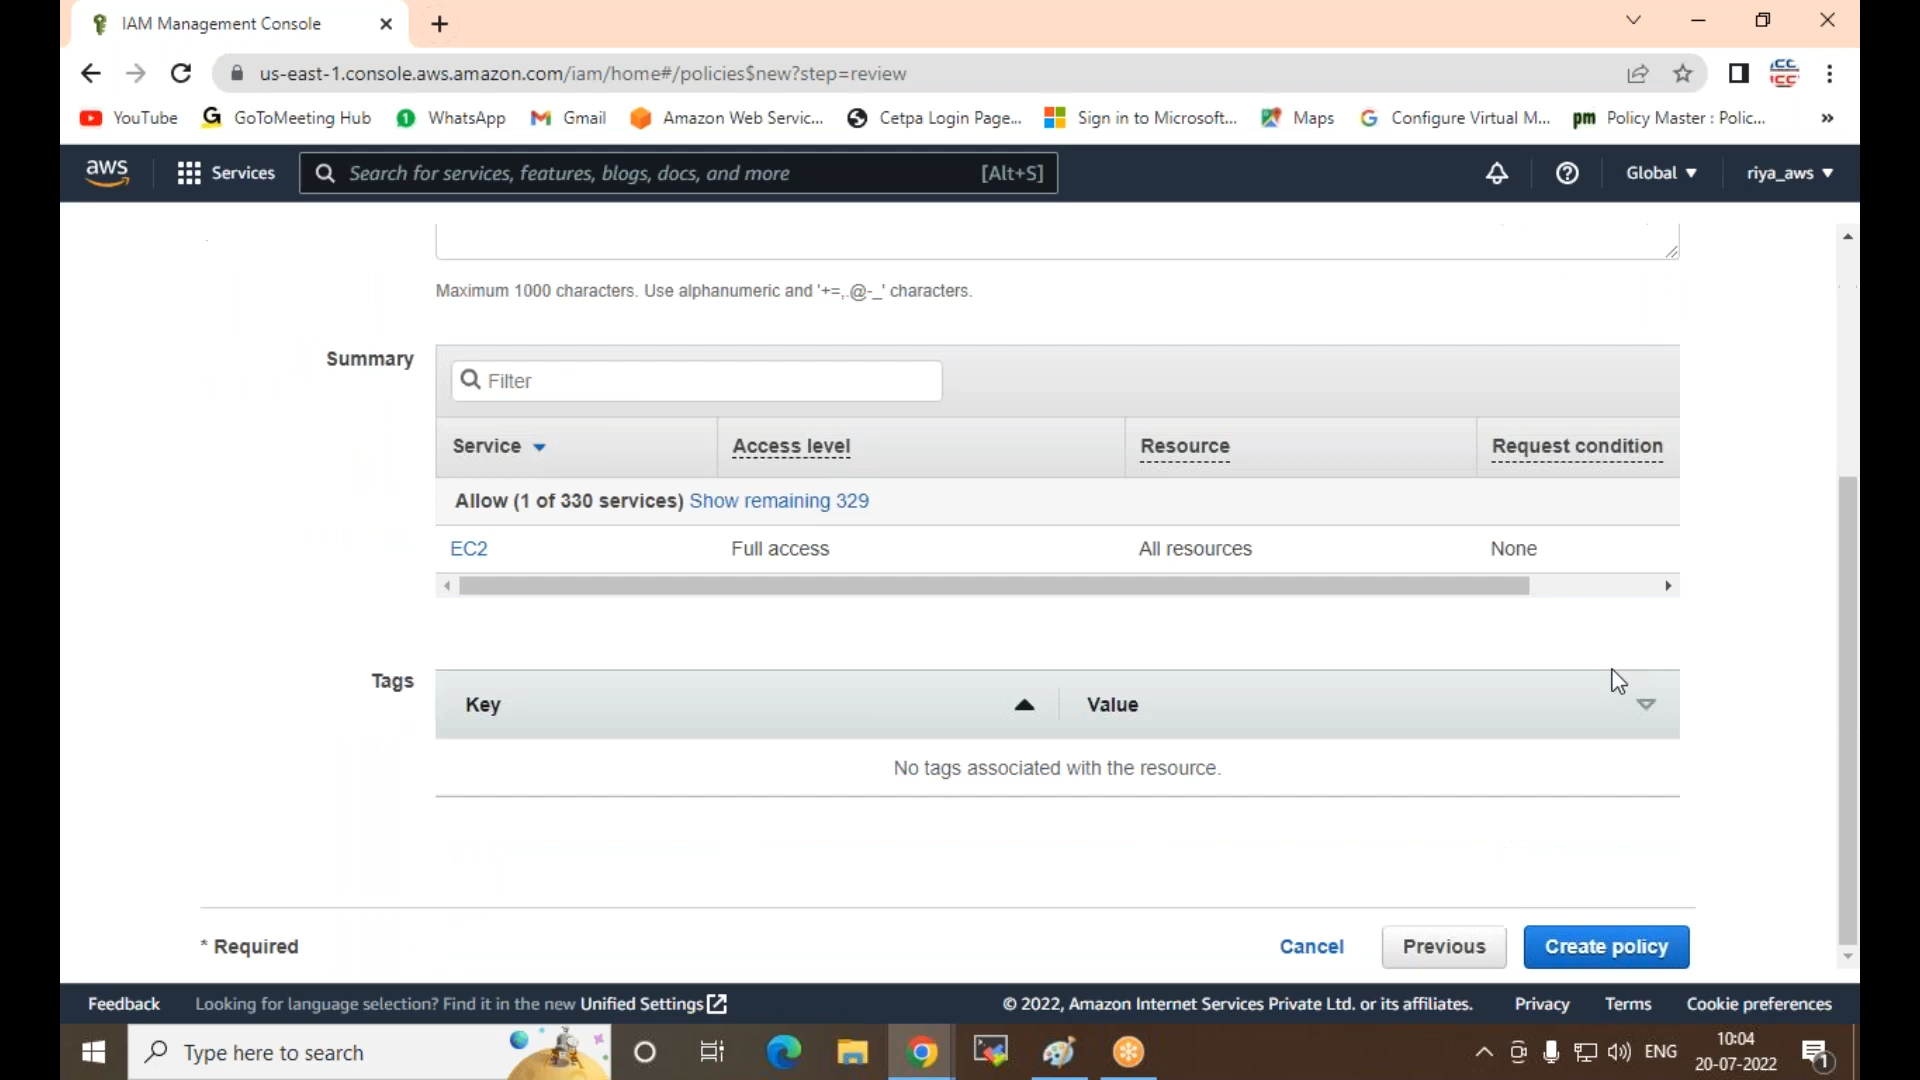 IAM Management Console
us-east-1.console.aws.amazon.com/iam/home#/policies$new?step=review
YouTube GoToMeeting Hub WhatsApp Gmail Amazon Web Servic... Cetpa Login Page... Sign in to Microsoft... Maps Configure Virtual M... pm Policy Master : Polic... »
aws Services Search for services, features, blogs, docs, and more [Alt+S] Global riya_aws
Maximum 1000 characters. Use alphanumeric and '+=,.@-_' characters.
Summary
Filter
Service Access level Resource Request condition
Allow (1 of 330 services) Show remaining 329
EC2 Full access All resources None
Tags
Key Value
No tags associated with the resource.
* Required Cancel Previous Create policy
Feedback Looking for language selection? Find it in the new Unified Settings © 2022, Amazon Internet Services Private Ltd. or its affiliates. Privacy Terms Cookie preferences
Type here to search ENG 10:04
20-07-2022 1